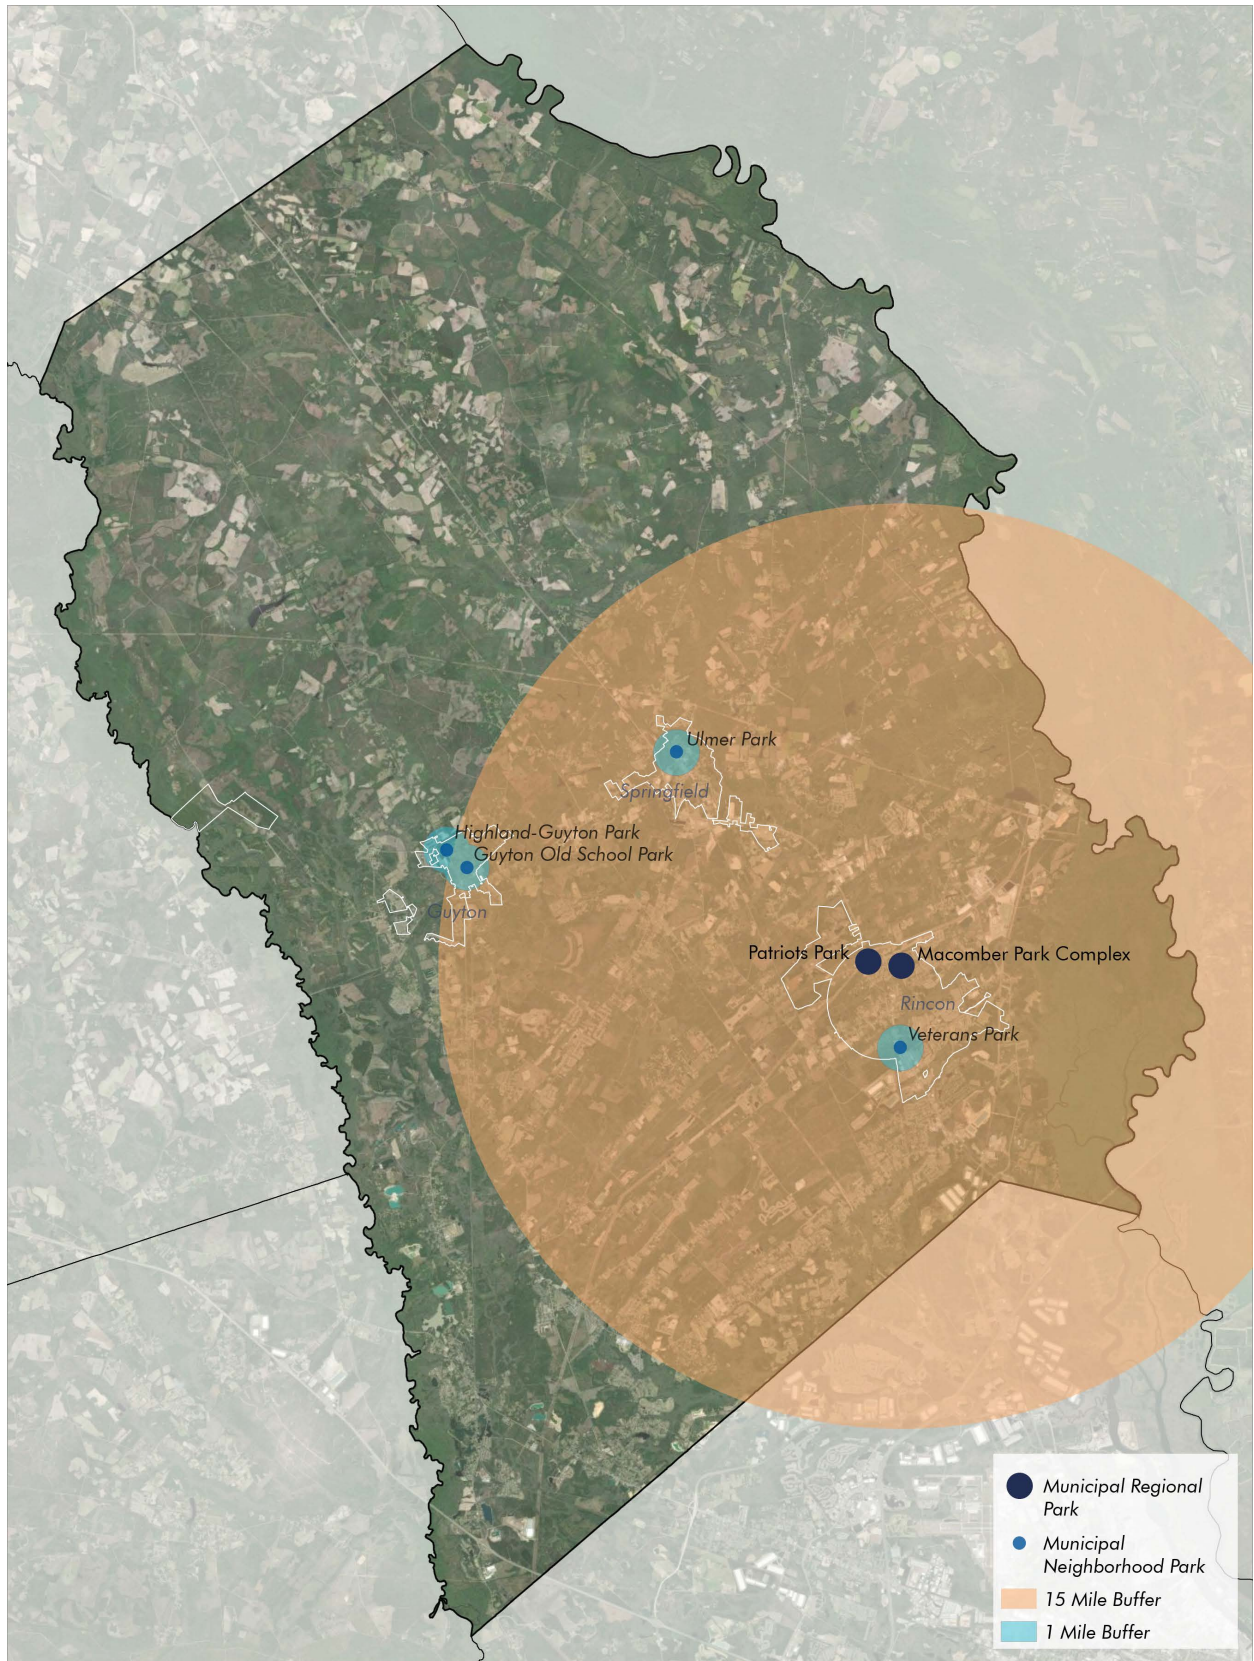 Ulmer Park
Springfield
Highland-Guyton Park
Guyton Old School Park
Guyton
Patriots Park
Macomber Park Complex
Rincon
Veterans Park
Municipal Regional
Park
Municipal
Neighborhood Park
15 Mile Buffer
1 Mile Buffer